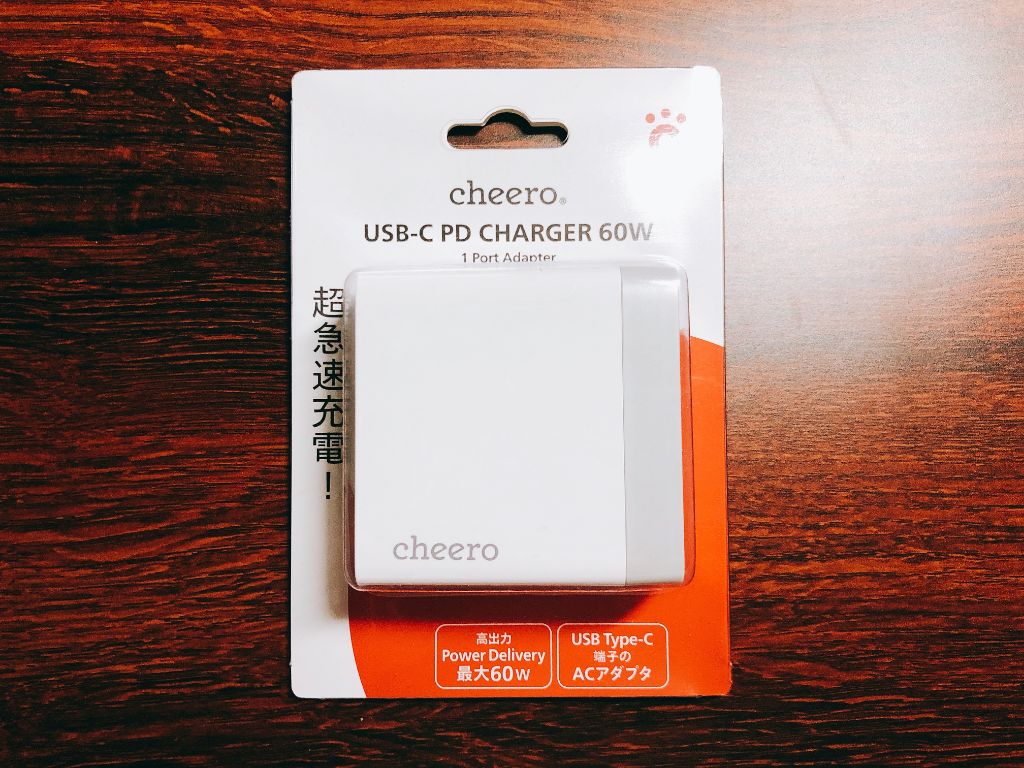 cheero®
USB-C PD CHARGER 60W
1 Port Adapter
超急速充電！
cheero
高出力
Power Delivery
最大60W
USB Type-C
端子の
ACアダプタ